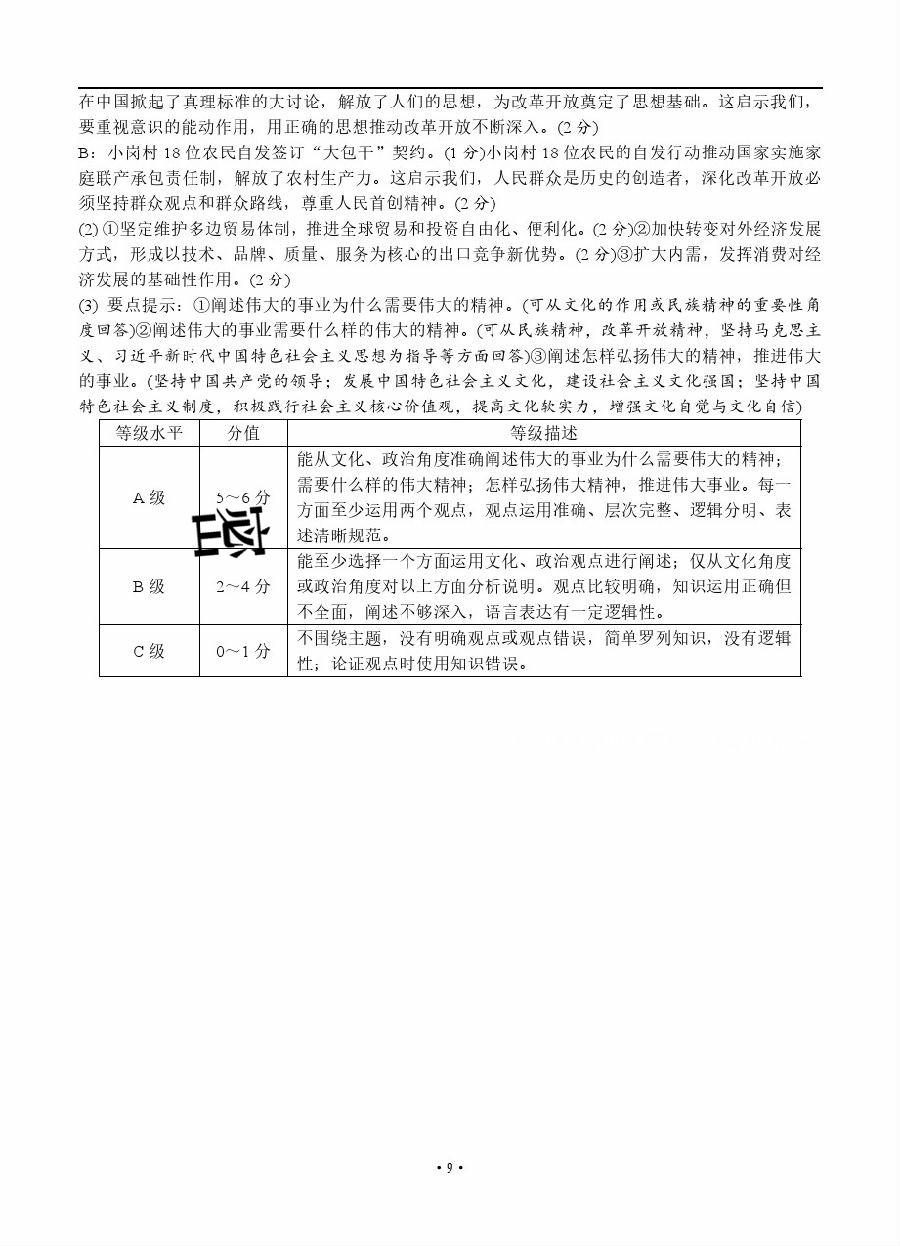 在中国掀起了真理标准的大讨论，解放了人们的思想，为改革开放奠定了思想基础。这启示我们，
要重视意识的能动作用，用正确的思想推动改革开放不断深入。(2 分)
B：小岗村 18 位农民自发签订“大包干”契约。(1 分)小岗村 18 位农民的自发行动推动国家实施家
庭联产承包责任制，解放了农村生产力。这启示我们，人民群众是历史的创造者，深化改革开放必
须坚持群众观点和群众路线，尊重人民首创精神。(2 分)
(2) ①坚定维护多边贸易体制，推进全球贸易和投资自由化、便利化。(2 分)②加快转变对外经济发展
方式，形成以技术、品牌、质量、服务为核心的出口竞争新优势。(2 分)③扩大内需，发挥消费对经
济发展的基础性作用。(2 分)
(3) 要点提示：①阐述伟大的事业为什么需要伟大的精神。(可从文化的作用或民族精神的重要性角
度回答)②阐述伟大的事业需要什么样的伟大的精神。(可从民族精神，改革开放精神，坚持马克思主
义、习近平新时代中国特色社会主义思想为指导等方面回答)③阐述怎样弘扬伟大的精神，推进伟大
的事业。(坚持中国共产党的领导；发展中国特色社会主义文化，建设社会主义文化强国；坚持中国
特色社会主义制度，积极践行社会主义核心价值观，提高文化软实力，增强文化自觉与文化自信)
等级水平 分值 等级描述
能从文化、政治角度准确阐述伟大的事业为什么需要伟大的精神；
需要什么样的伟大精神；怎样弘扬伟大精神，推进伟大事业。每一
A 级 5～6 分
方面至少运用两个观点，观点运用准确、层次完整、逻辑分明、表
述清晰规范。
密
能至少选择一个方面运用文化、政治观点进行阐述；仅从文化角度
B 级 2～4 分 或政治角度对以上方面分析说明。观点比较明确，知识运用正确但
不全面，阐述不够深入，语言表达有一定逻辑性。
不围绕主题，没有明确观点或观点错误，简单罗列知识，没有逻辑
C 级 0～1 分
性；论证观点时使用知识错误。
·9·